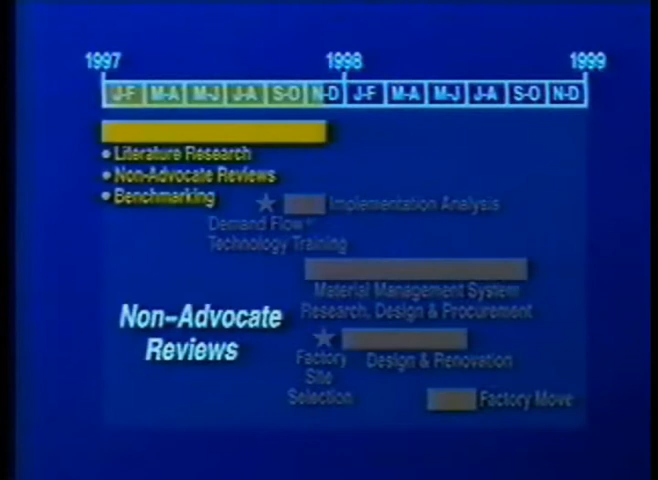 1997 1998 1999
J-F M-A M-J J-A S-O N-D J-F M-A M-J J-A S-O N-D
• Literature Research
• Non-Advocate Reviews
• Benchmarking
Implementation Analysis
Demand Flow
Technology Training
Material Management System
Research, Design & Procurement
Non-Advocate
Reviews
Factory
Site
Selection
Design & Renovation
Factory Move